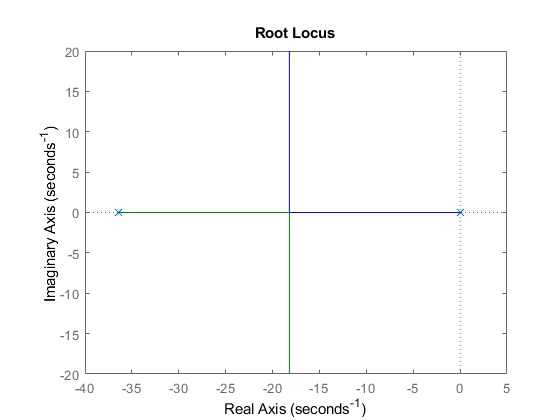 Root Locus
20
15
10
5
0
-5
-10
-15
-20
Imaginary Axis (seconds⁻¹)
-40 -35 -30 -25 -20 -15 -10 -5 0 5
Real Axis (seconds⁻¹)